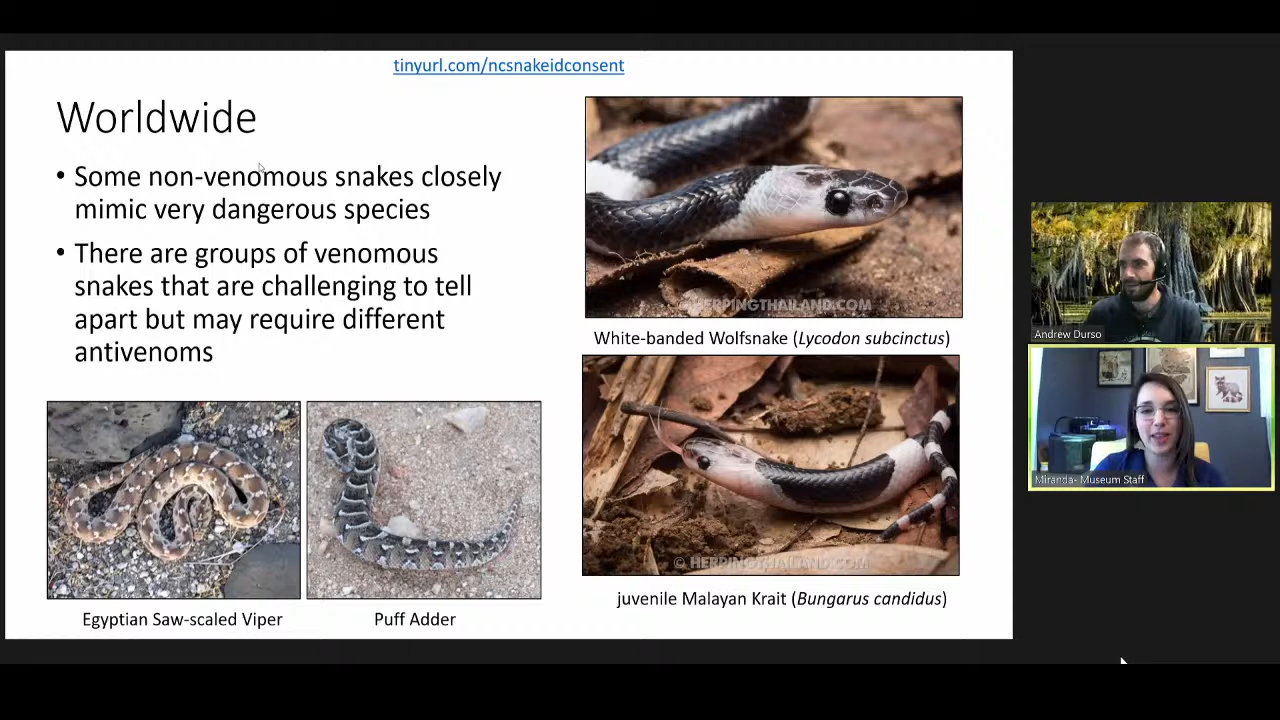 tinyurl.com/ncsnakeidconsent
Worldwide
• Some non-venomous snakes closely
mimic very dangerous species
• There are groups of venomous
snakes that are challenging to tell
apart but may require different
antivenoms
© HERPINGTHAILAND.COM
White-banded Wolfsnake (Lycodon subcinctus)
© HERPINGTHAILAND.COM
juvenile Malayan Krait (Bungarus candidus)
Egyptian Saw-scaled Viper
Puff Adder
Andrew Durso
Miranda- Museum Staff